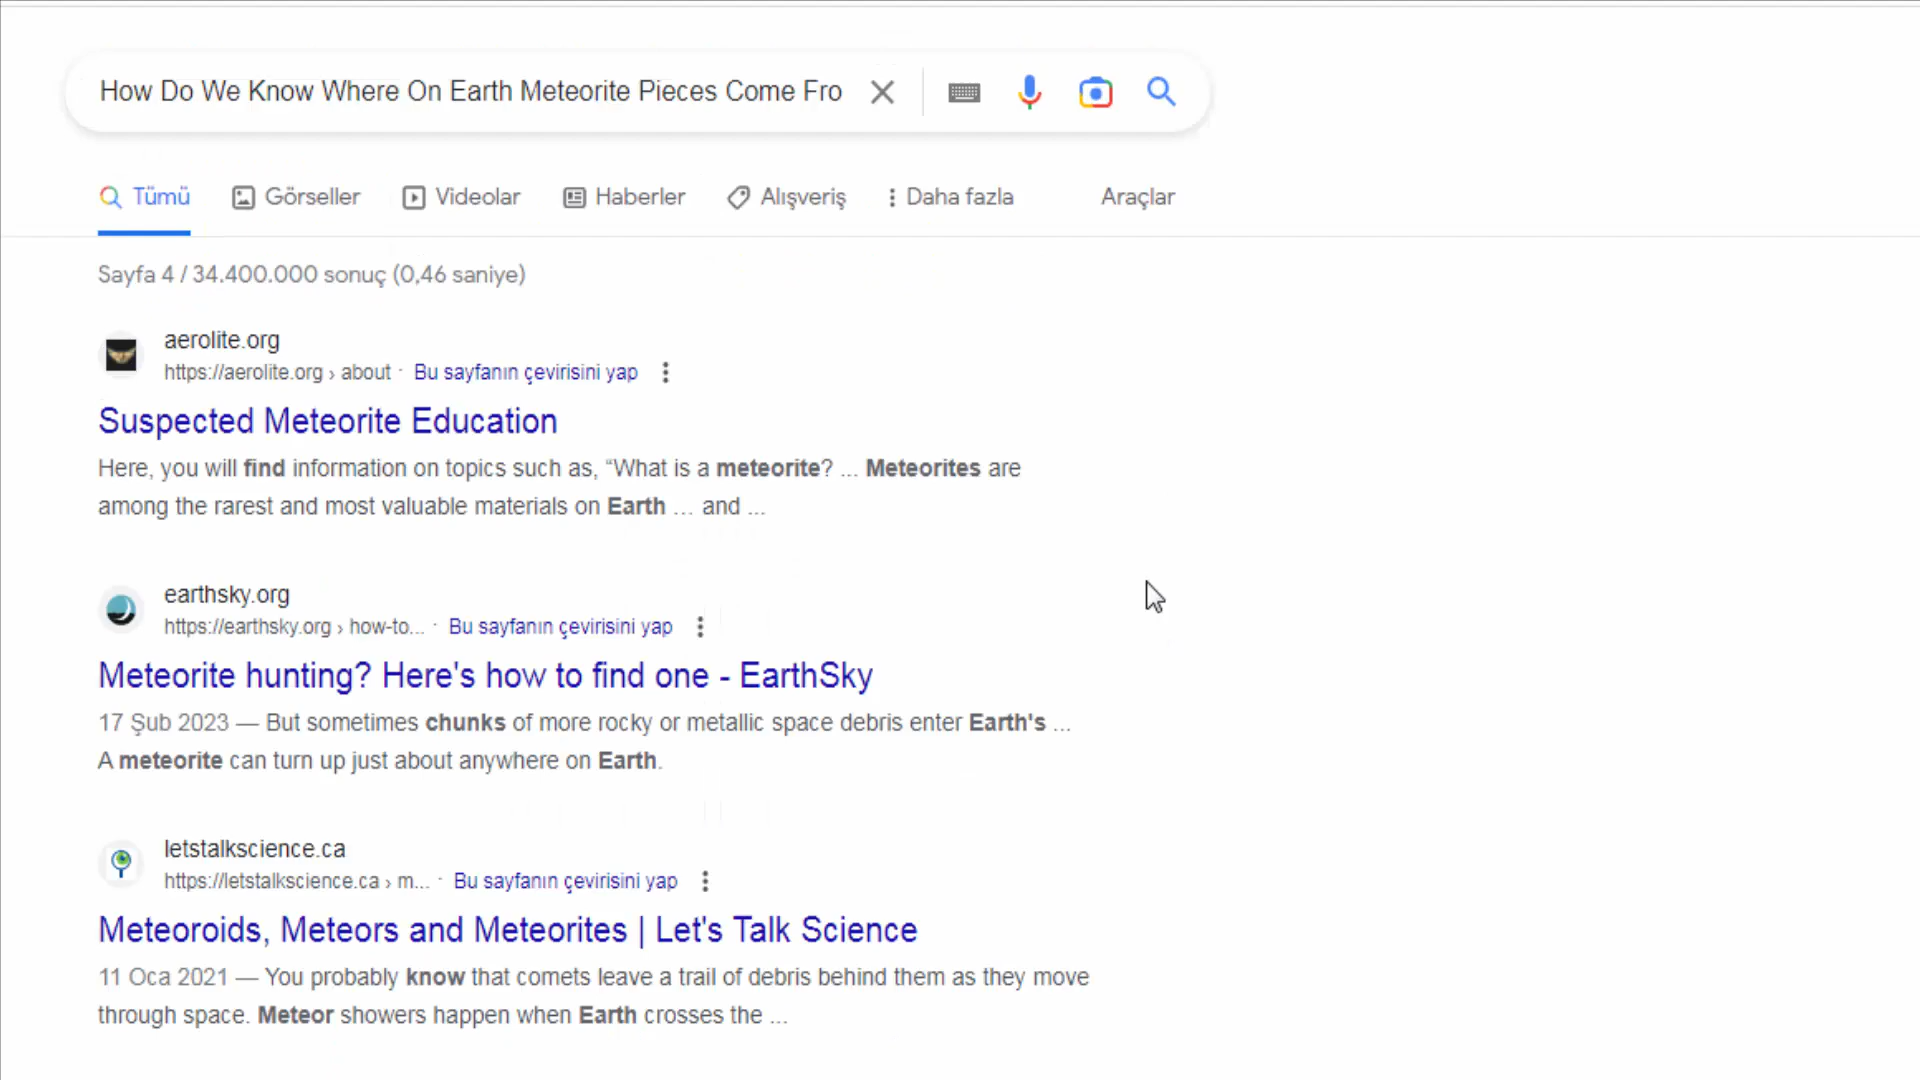 How Do We Know Where On Earth Meteorite Pieces Come Fro
Tümü Görseller Videolar Haberler Alışveriş Daha fazla Araçlar
Sayfa 4 / 34.400.000 sonuç (0,46 saniye)
aerolite.org
https://aerolite.org › about · Bu sayfanın çevirisini yap
Suspected Meteorite Education
Here, you will find information on topics such as, “What is a meteorite? ... Meteorites are
among the rarest and most valuable materials on Earth ... and ...
earthsky.org
https://earthsky.org › how-to... · Bu sayfanın çevirisini yap
Meteorite hunting? Here's how to find one - EarthSky
17 Şub 2023 — But sometimes chunks of more rocky or metallic space debris enter Earth's ...
A meteorite can turn up just about anywhere on Earth.
letstalkscience.ca
https://letstalkscience.ca › m... · Bu sayfanın çevirisini yap
Meteoroids, Meteors and Meteorites | Let's Talk Science
11 Oca 2021 — You probably know that comets leave a trail of debris behind them as they move
through space. Meteor showers happen when Earth crosses the ...